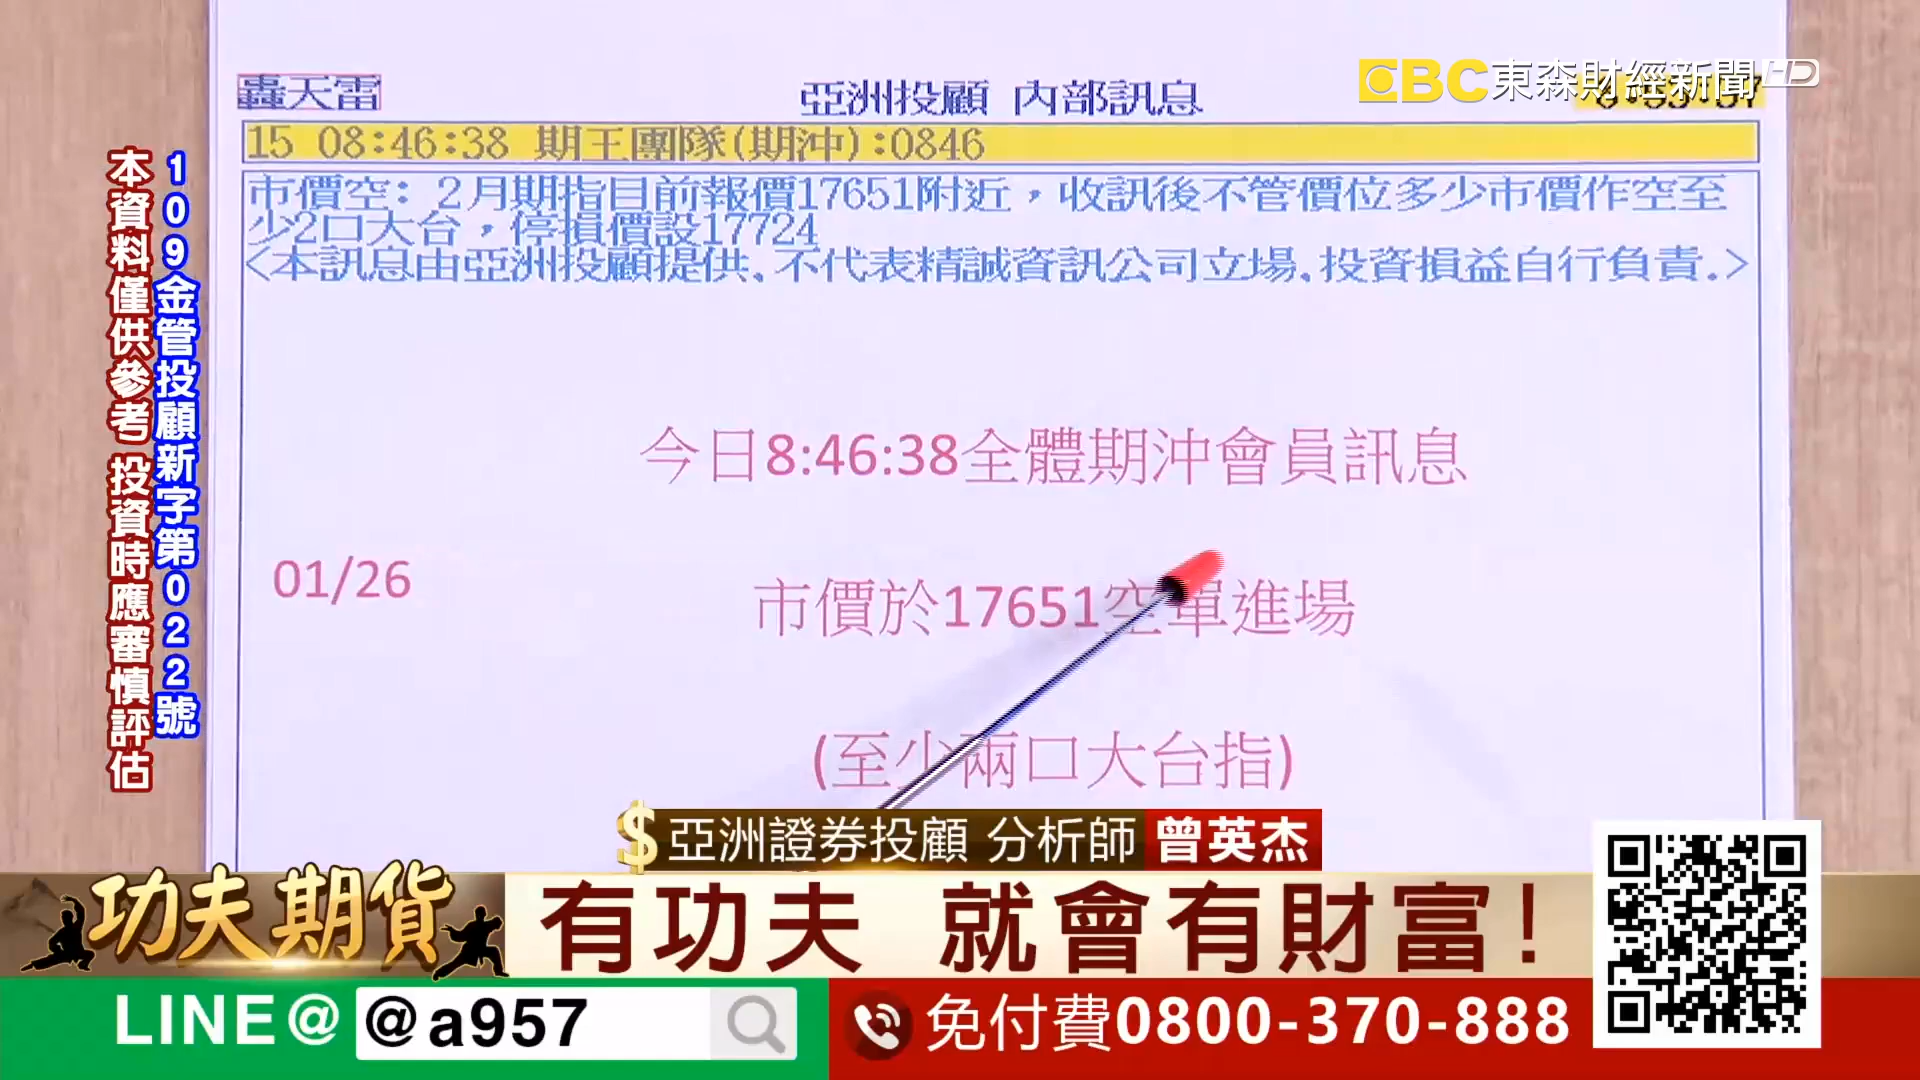 轟天雷
亞洲投顧 內部訊息
EBC東森財經新聞HD
15 08:46:38 期王團隊(期沖):0846
市價空: 2月期指目前報價17651附近，收訊後不管價位多少市價作空至
少2口大台，停損價設17724
<本訊息由亞洲投顧提供.不代表精誠資訊公司立場.投資損益自行負責.>
109金管投顧新字第022號
本資料僅供參考 投資時應審慎評估
今日8:46:38全體期沖會員訊息
01/26
市價於17651空單進場
(至少兩口大台指)
亞洲證券投顧 分析師 曾英杰
功夫期貨
有功夫 就會有財富!
LINE@ @a957
免付費0800-370-888